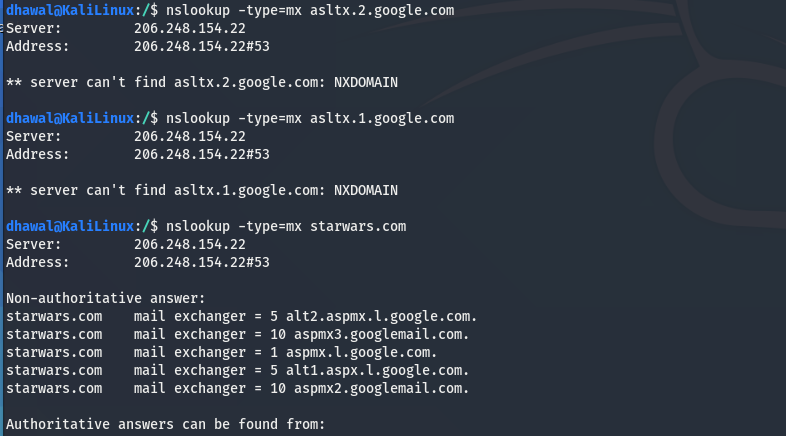 dhawal@KaliLinux:/$ nslookup -type=mx asltx.2.google.com
Server:         206.248.154.22
Address:        206.248.154.22#53
** server can't find asltx.2.google.com: NXDOMAIN
dhawal@KaliLinux:/$ nslookup -type=mx asltx.1.google.com
Server:         206.248.154.22
Address:        206.248.154.22#53
** server can't find asltx.1.google.com: NXDOMAIN
dhawal@KaliLinux:/$ nslookup -type=mx starwars.com
Server:         206.248.154.22
Address:        206.248.154.22#53
Non-authoritative answer:
starwars.com    mail exchanger = 5 alt2.aspmx.l.google.com.
starwars.com    mail exchanger = 10 aspmx3.googlemail.com.
starwars.com    mail exchanger = 1 aspmx.l.google.com.
starwars.com    mail exchanger = 5 alt1.aspx.l.google.com.
starwars.com    mail exchanger = 10 aspmx2.googlemail.com.
Authoritative answers can be found from: